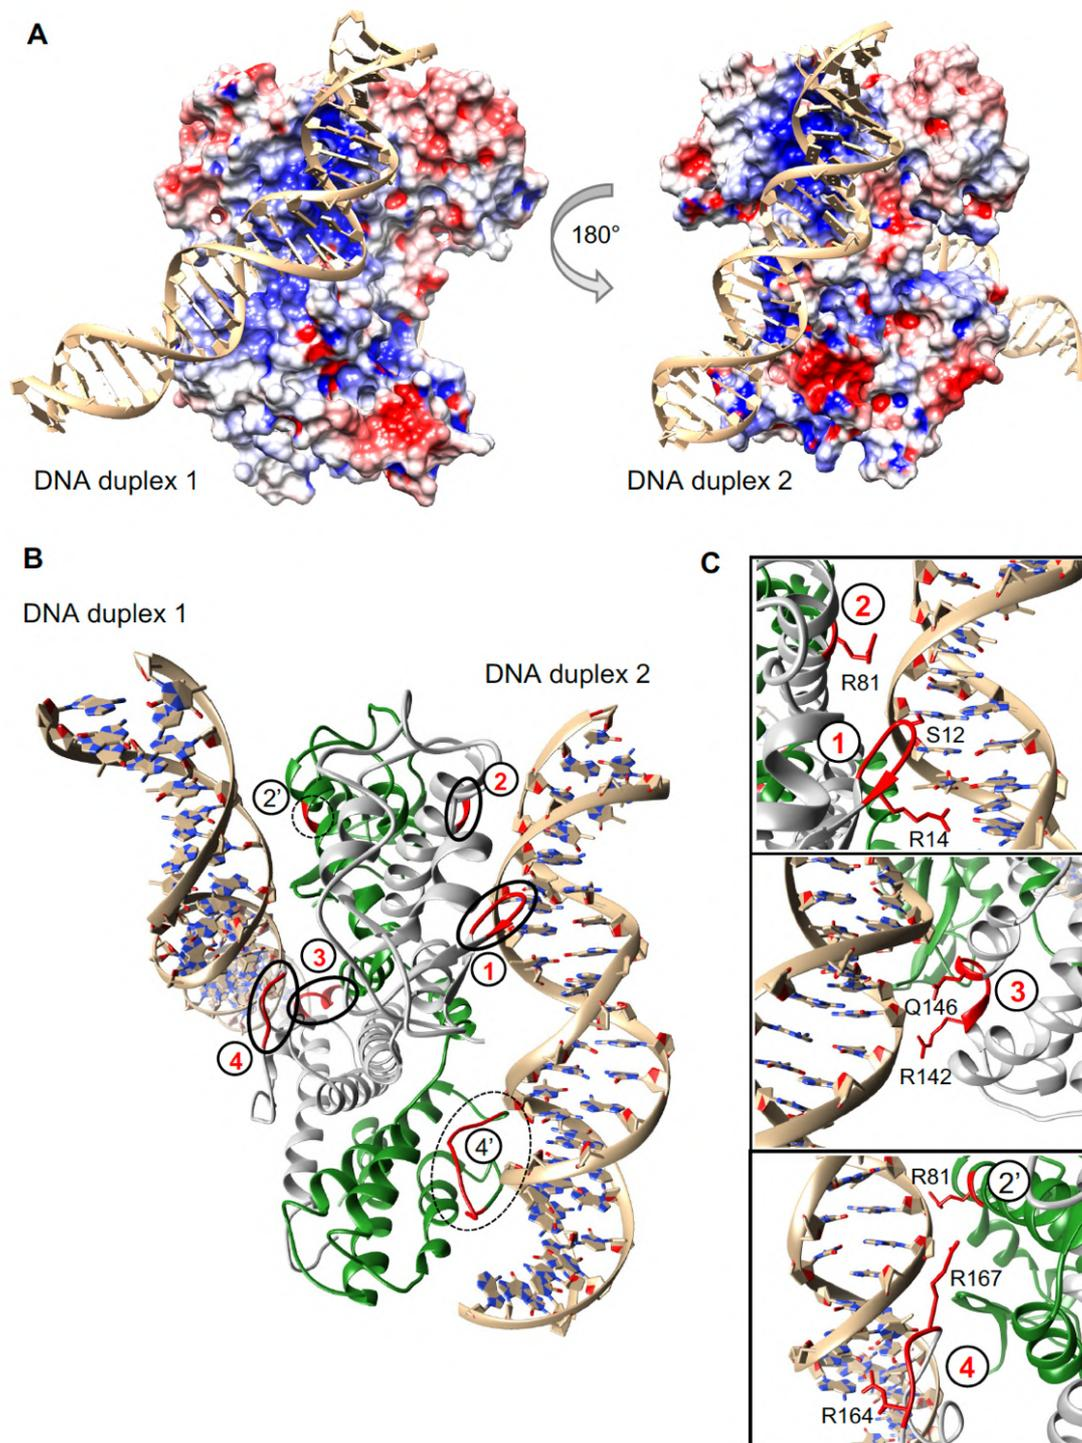 A
180°
DNA duplex 1
DNA duplex 2
B
C
DNA duplex 1
DNA duplex 2
2
R81
1
S12
R14
2'
2
3
1
4
4'
3
Q146
R142
R81
2'
R167
4
R164